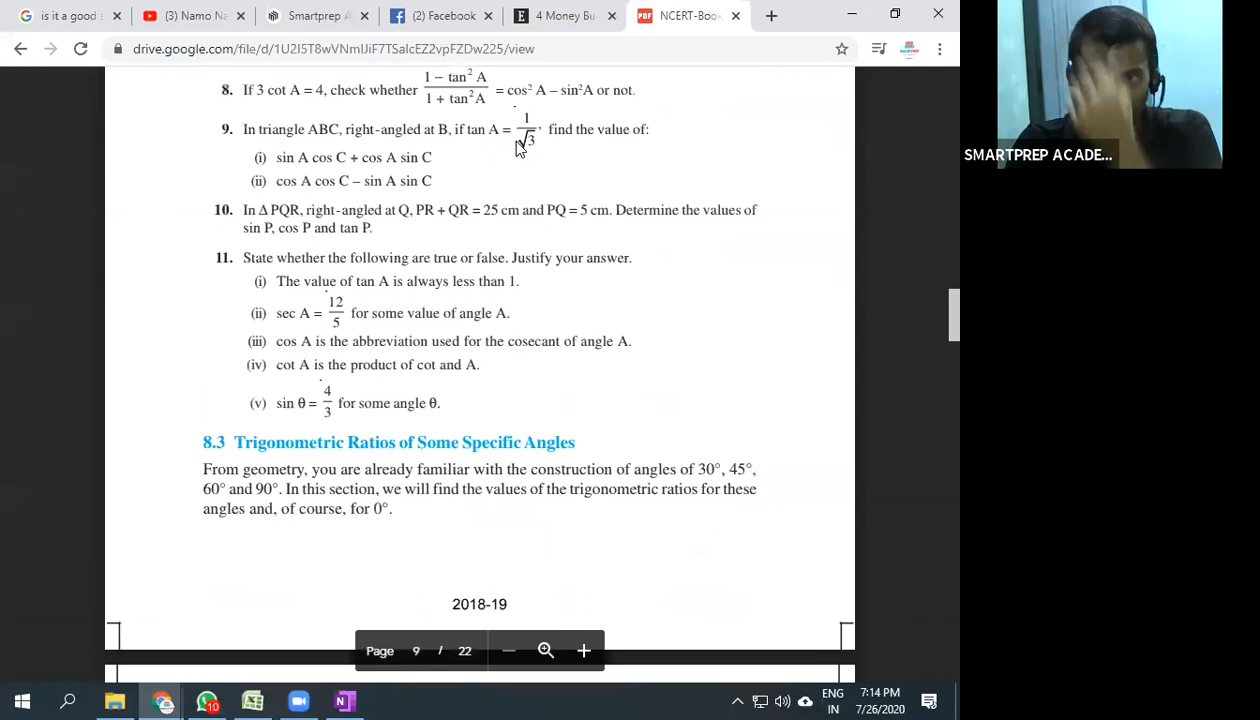 is it a good s
(3) Namo Na
Smartprep A
(2) Facebook
4 Money Bu
NCERT-Book
drive.google.com/file/d/1U2I5T8wVNmIJiF7TSalcEZ2vpFZDw225/view
8. If 3 cot A = 4, check whether (1 – tan² A)/(1 + tan² A) = cos² A – sin²A or not.
9. In triangle ABC, right-angled at B, if tan A = 1/√3, find the value of:
(i) sin A cos C + cos A sin C
(ii) cos A cos C – sin A sin C
10. In Δ PQR, right-angled at Q, PR + QR = 25 cm and PQ = 5 cm. Determine the values of
sin P, cos P and tan P.
11. State whether the following are true or false. Justify your answer.
(i) The value of tan A is always less than 1.
(ii) sec A = 12/5 for some value of angle A.
(iii) cos A is the abbreviation used for the cosecant of angle A.
(iv) cot A is the product of cot and A.
(v) sin θ = 4/3 for some angle θ.
8.3 Trigonometric Ratios of Some Specific Angles
From geometry, you are already familiar with the construction of angles of 30°, 45°,
60° and 90°. In this section, we will find the values of the trigonometric ratios for these
angles and, of course, for 0°.
2018-19
Page 9 / 22
SMARTPREP ACADE...
10
ENG
IN
7:14 PM
7/26/2020